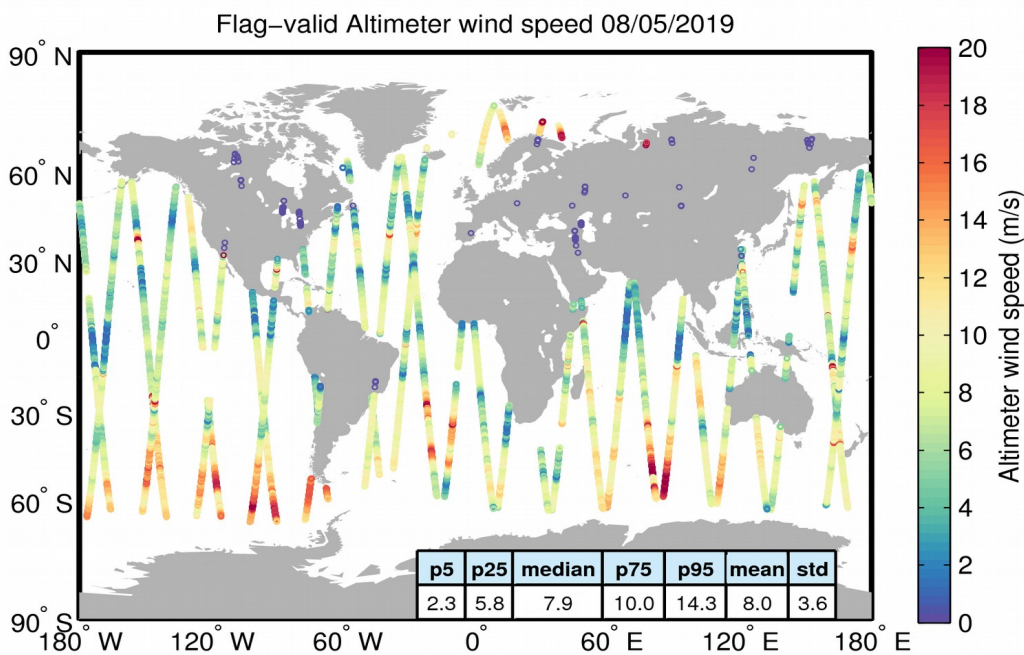 Flag−valid Altimeter wind speed 08/05/2019
90° N
60° N
30° N
0°
30° S
60° S
90° S
180° W
120° W
60° W
0°
60° E
120° E
180° E
p5 p25 median p75 p95 mean std
2.3 5.8 7.9 10.0 14.3 8.0 3.6
20
18
16
14
12
10
8
6
4
2
0
Altimeter wind speed (m/s)